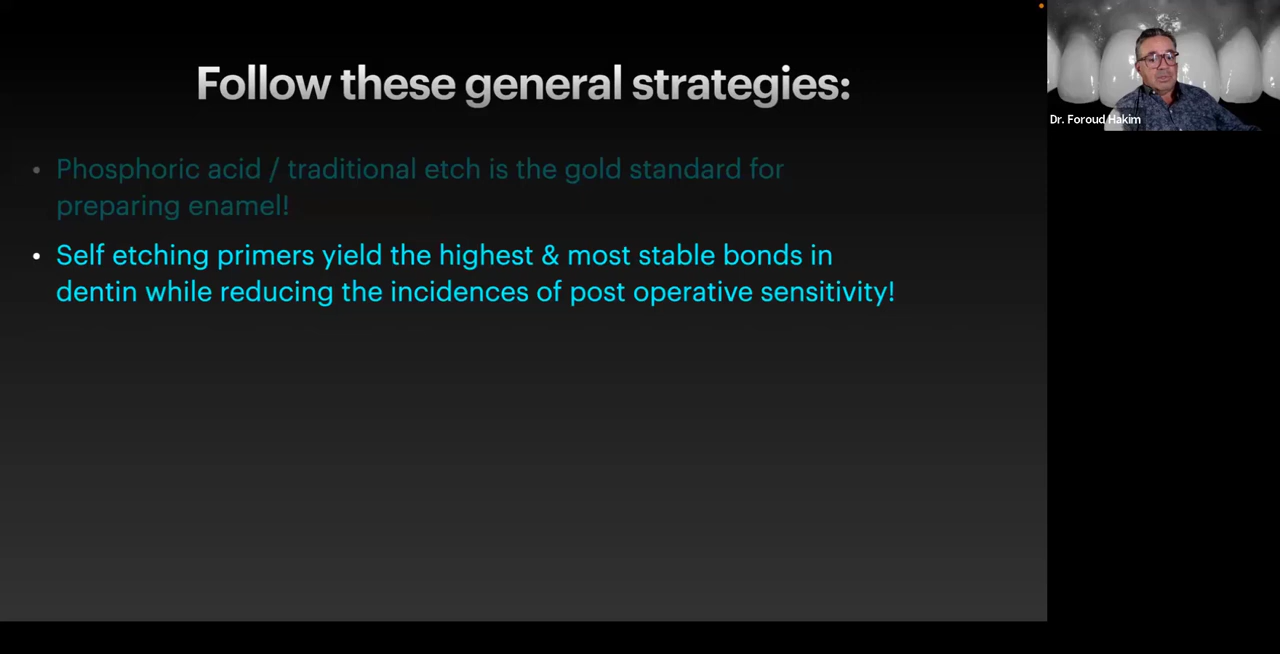 Follow these general strategies:
• Phosphoric acid / traditional etch is the gold standard for
preparing enamel!
• Self etching primers yield the highest & most stable bonds in
dentin while reducing the incidences of post operative sensitivity!
Dr. Foroud Hakim